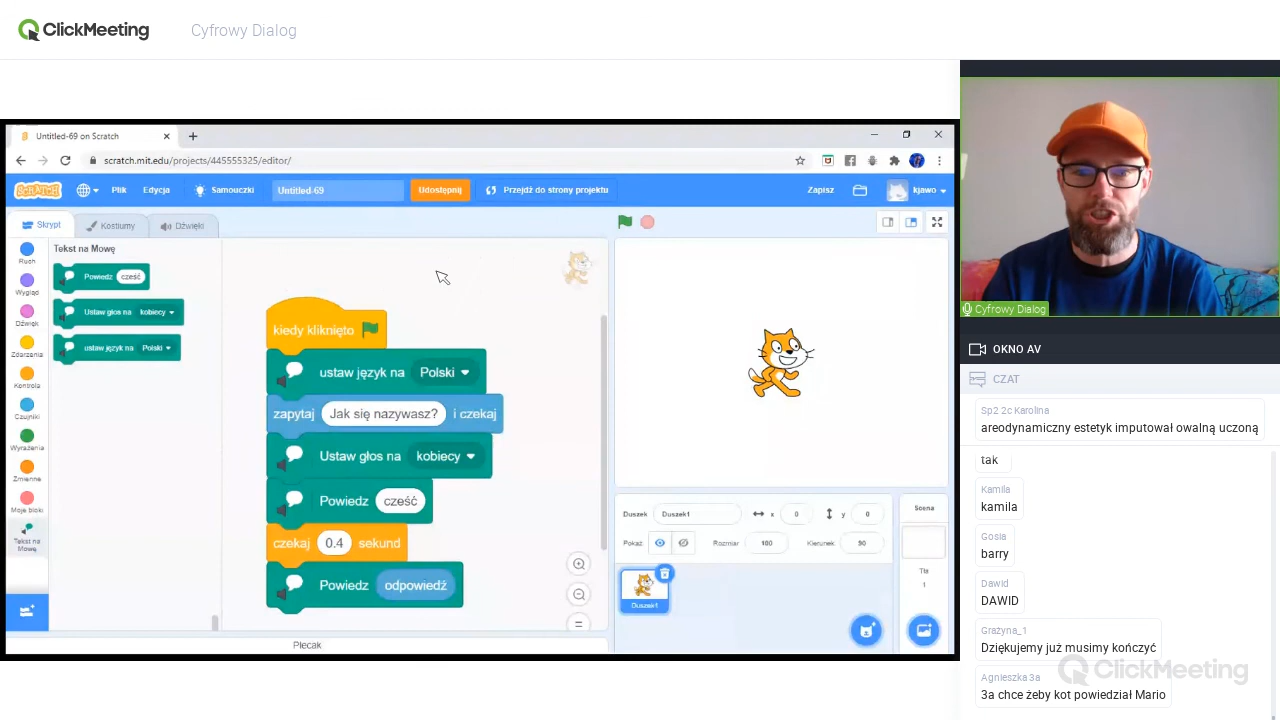 ClickMeeting
Cyfrowy Dialog
Untitled-69 on Scratch
scratch.mit.edu/projects/445555325/editor/
SCRATCH
Plik
Edycja
Samouczki
Untitled-69
Udostępnij
Przejdź do strony projektu
Zapisz
kjawo
Skrypt
Kostiumy
Dźwięki
Ruch
Wygląd
Dźwięk
Zdarzenia
Kontrola
Czujniki
Wyrażenia
Zmienne
Moje bloki
Tekst na
Mowę
Tekst na Mowę
Powiedz cześć
Ustaw głos na kobiecy
ustaw język na Polski
kiedy kliknięto
ustaw język na Polski
zapytaj Jak się nazywasz? i czekaj
Ustaw głos na kobiecy
Powiedz cześć
czekaj 0.4 sekund
Powiedz odpowiedź
Plecak
Duszek Duszek1 x 0 y 0
Pokaż Rozmiar 100 Kierunek 90
Duszek1
Scena
Tła
1
Cyfrowy Dialog
OKNO AV
CZAT
Sp2 2c Karolina
areodynamiczny estetyk imputował owalną uczoną
tak
Kamila
kamila
Gosia
barry
Dawid
DAWID
Grażyna_1
Dziękujemy już musimy kończyć
Agnieszka 3a
3a chce żeby kot powiedział Mario
ClickMeeting